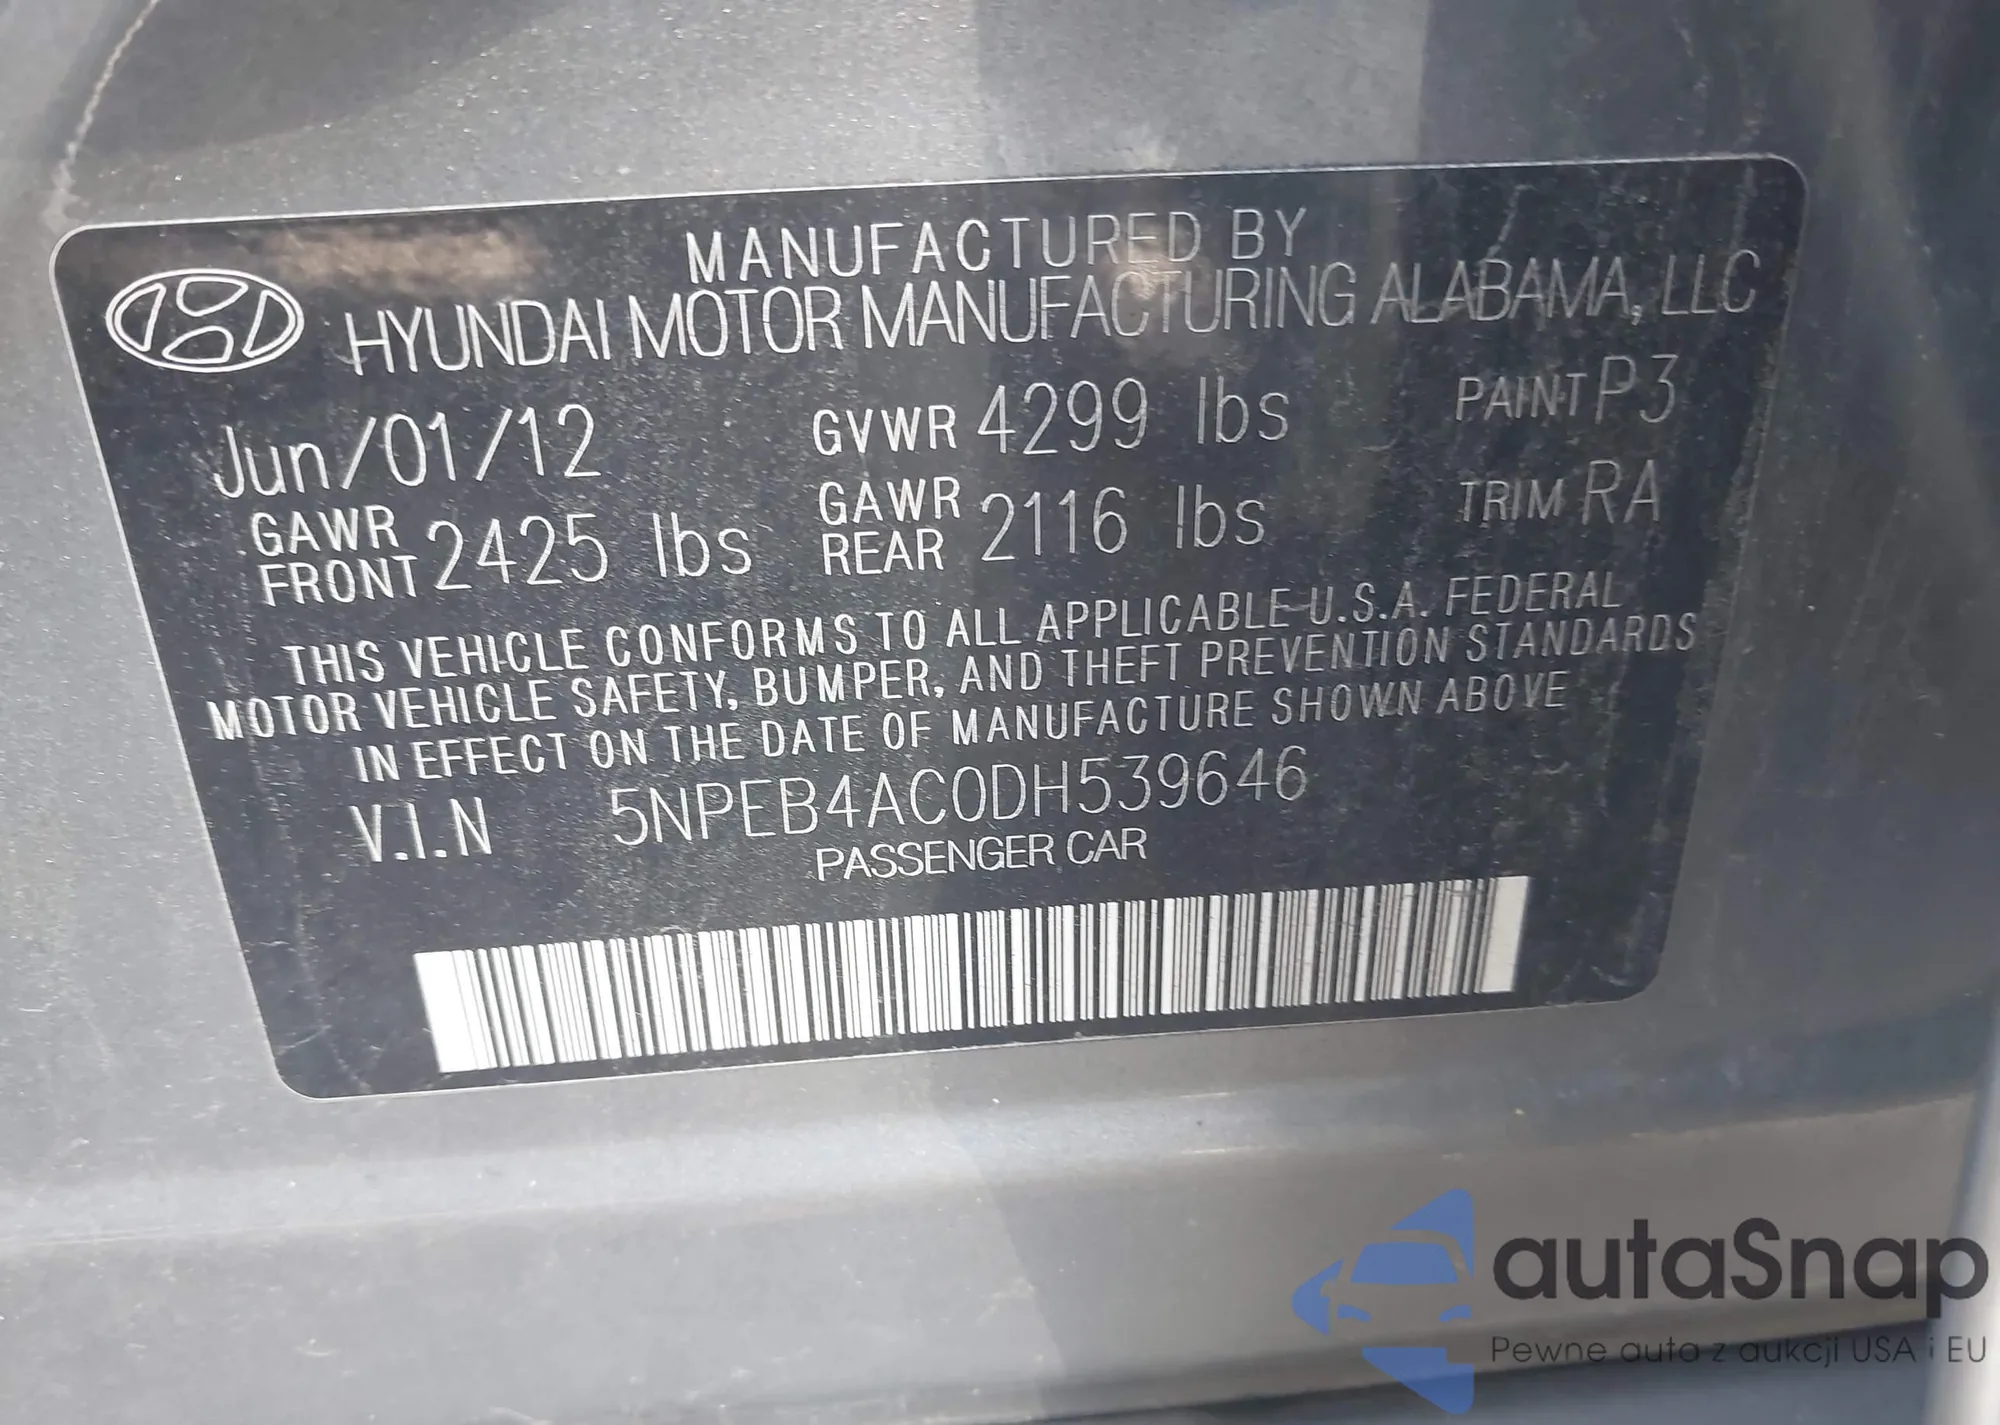 MANUFACTURED BY
HYUNDAI MOTOR MANUFACTURING ALABAMA, LLC
Jun/01/12 GVWR 4299 lbs PAINT P3
GAWR FRONT 2425 lbs GAWR REAR 2116 lbs TRIM RA
THIS VEHICLE CONFORMS TO ALL APPLICABLE U.S.A. FEDERAL
MOTOR VEHICLE SAFETY, BUMPER, AND THEFT PREVENTION STANDARDS
IN EFFECT ON THE DATE OF MANUFACTURE SHOWN ABOVE
V.I.N 5NPEB4AC0DH539646
PASSENGER CAR
autaSnap
Pewne auta z aukcji USA i EU